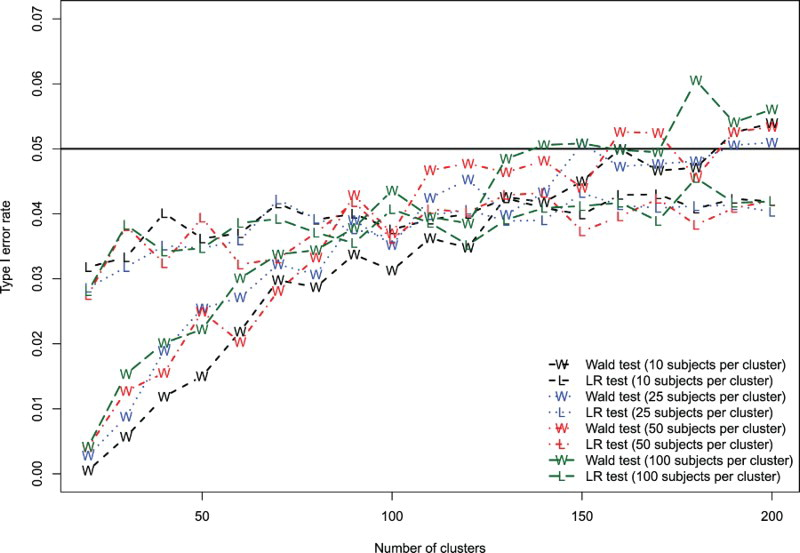 0.07
0.06
0.05
0.04
0.03
0.02
0.01
0.00
Type I error rate
Wald test (10 subjects per cluster)
LR test (10 subjects per cluster)
Wald test (25 subjects per cluster)
LR test (25 subjects per cluster)
Wald test (50 subjects per cluster)
LR test (50 subjects per cluster)
Wald test (100 subjects per cluster)
LR test (100 subjects per cluster)
50 100 150 200
Number of clusters